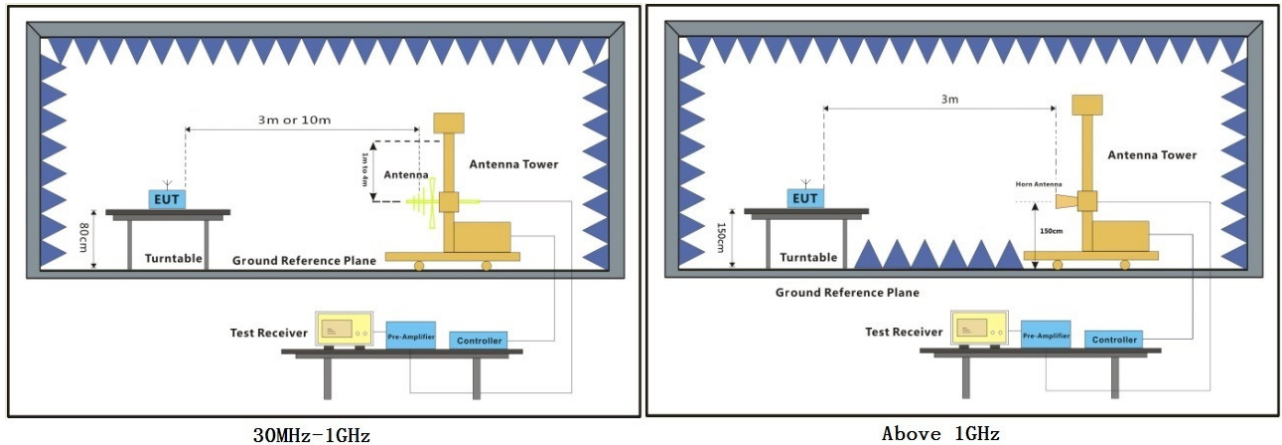 3m or 10m
1m to 4m
Antenna
Antenna Tower
EUT
80cm
Turntable
Ground Reference Plane
Test Receiver
Pre-Amplifier
Controller
30MHz-1GHz
3m
Antenna Tower
Horn Antenna
EUT
150cm
150cm
Turntable
Ground Reference Plane
Test Receiver
Pre-Amplifier
Controller
Above 1GHz